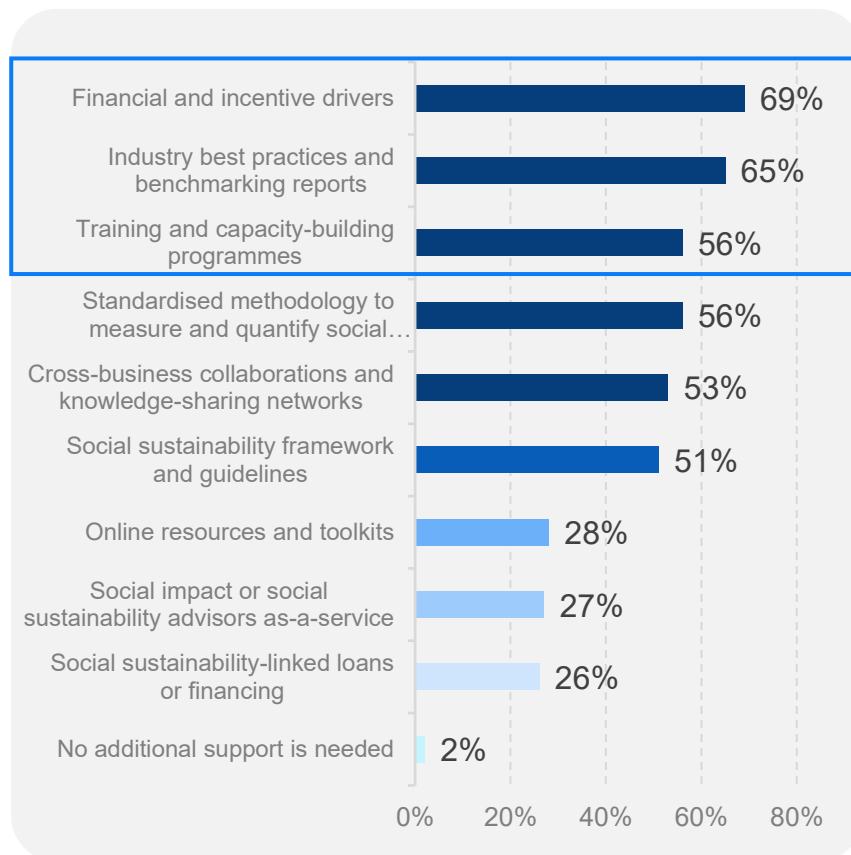 Financial and incentive drivers
69%
Industry best practices and
benchmarking reports
65%
Training and capacity-building
programmes
56%
Standardised methodology to
measure and quantify social…
56%
Cross-business collaborations and
knowledge-sharing networks
53%
Social sustainability framework
and guidelines
51%
Online resources and toolkits
28%
Social impact or social
sustainability advisors as-a-service
27%
Social sustainability-linked loans
or financing
26%
No additional support is needed
2%
0% 20% 40% 60% 80%